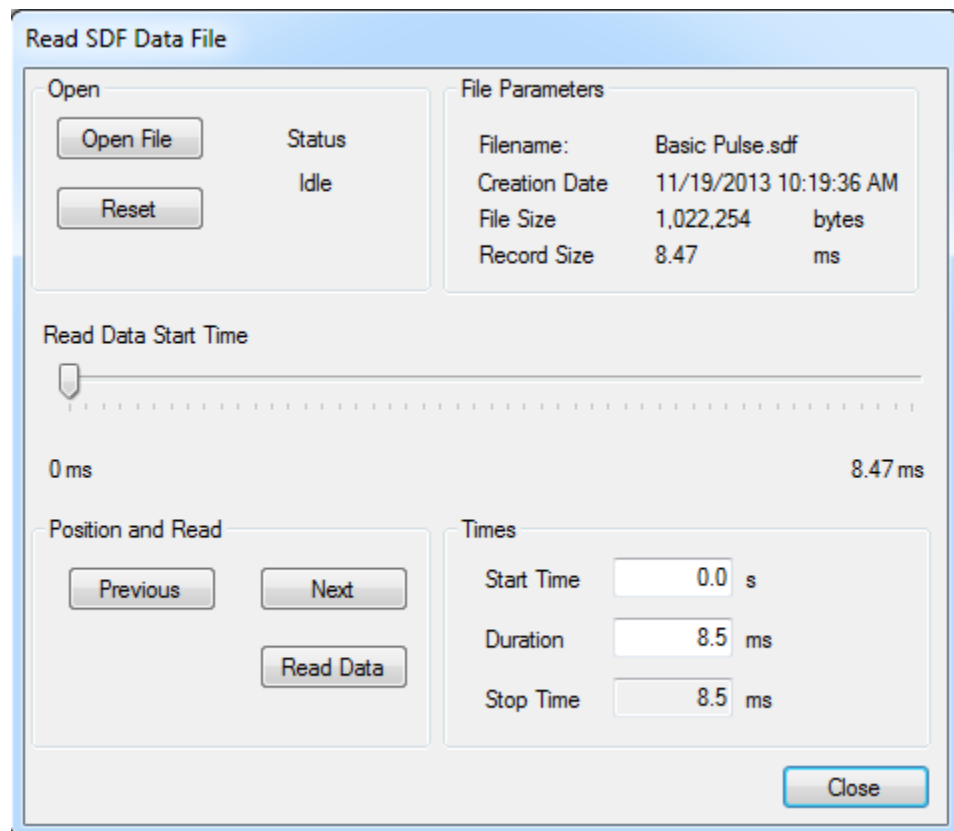 Read SDF Data File
Open
Open File
Status
Idle
Reset
File Parameters
Filename: Basic Pulse.sdf
Creation Date 11/19/2013 10:19:36 AM
File Size 1,022,254 bytes
Record Size 8.47 ms
Read Data Start Time
0 ms 8.47 ms
Position and Read
Previous Next
Read Data
Times
Start Time 0.0 s
Duration 8.5 ms
Stop Time 8.5 ms
Close